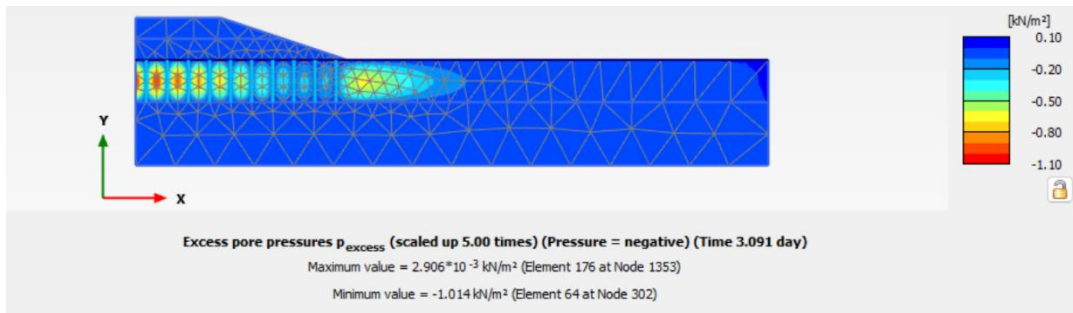 [kN/m²]
0.10
-0.20
-0.50
-0.80
-1.10
Y
X
Excess pore pressures p_excess (scaled up 5.00 times) (Pressure = negative) (Time 3.091 day)
Maximum value = 2.906*10 -3 kN/m² (Element 176 at Node 1353)
Minimum value = -1.014 kN/m² (Element 64 at Node 302)